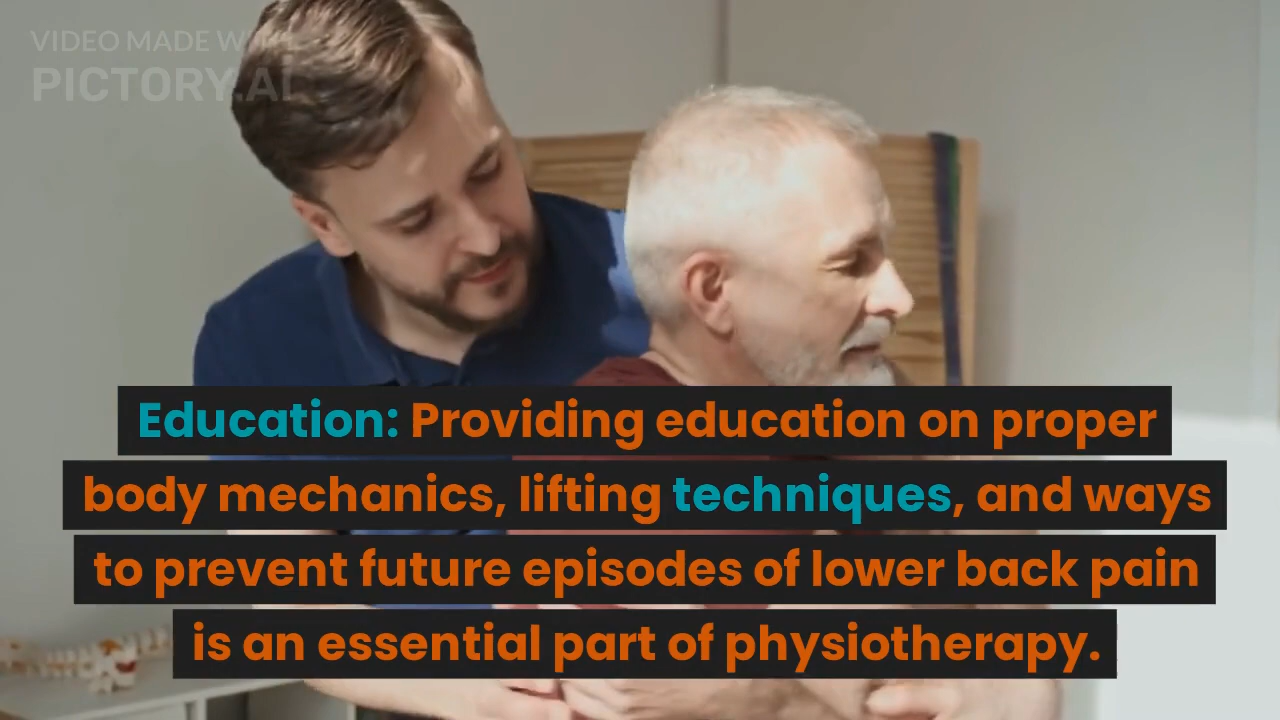 VIDEO MADE WITH
PICTORY.AI
Education: Providing education on proper
body mechanics, lifting techniques, and ways
to prevent future episodes of lower back pain
is an essential part of physiotherapy.